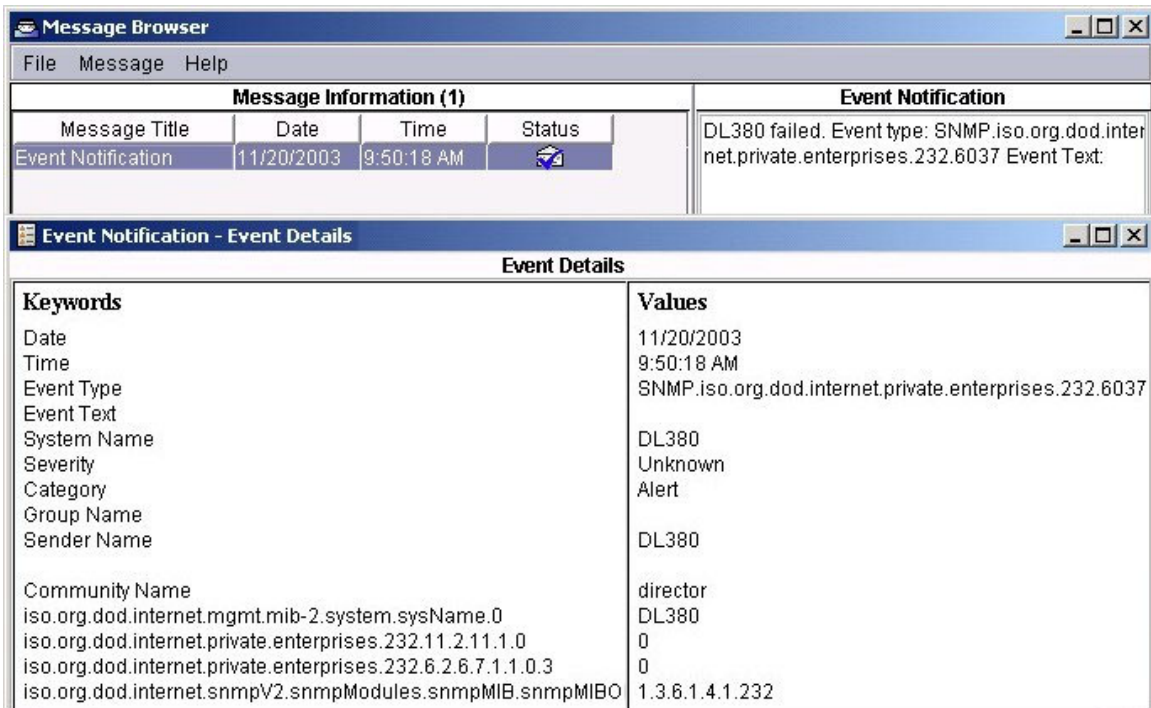 Message Browser
File Message Help
Message Information (1)
Message Title Date Time Status
Event Notification 11/20/2003 9:50:18 AM
Event Notification
DL380 failed. Event type: SNMP.iso.org.dod.inter
net.private.enterprises.232.6037 Event Text:
Event Notification - Event Details
Event Details
Keywords Values
Date 11/20/2003
Time 9:50:18 AM
Event Type SNMP.iso.org.dod.internet.private.enterprises.232.6037
Event Text
System Name DL380
Severity Unknown
Category Alert
Group Name
Sender Name DL380
Community Name director
iso.org.dod.internet.mgmt.mib-2.system.sysName.0 DL380
iso.org.dod.internet.private.enterprises.232.11.2.11.1.0 0
iso.org.dod.internet.private.enterprises.232.6.2.6.7.1.1.0.3 0
iso.org.dod.internet.snmpV2.snmpModules.snmpMIB.snmpMIBO 1.3.6.1.4.1.232